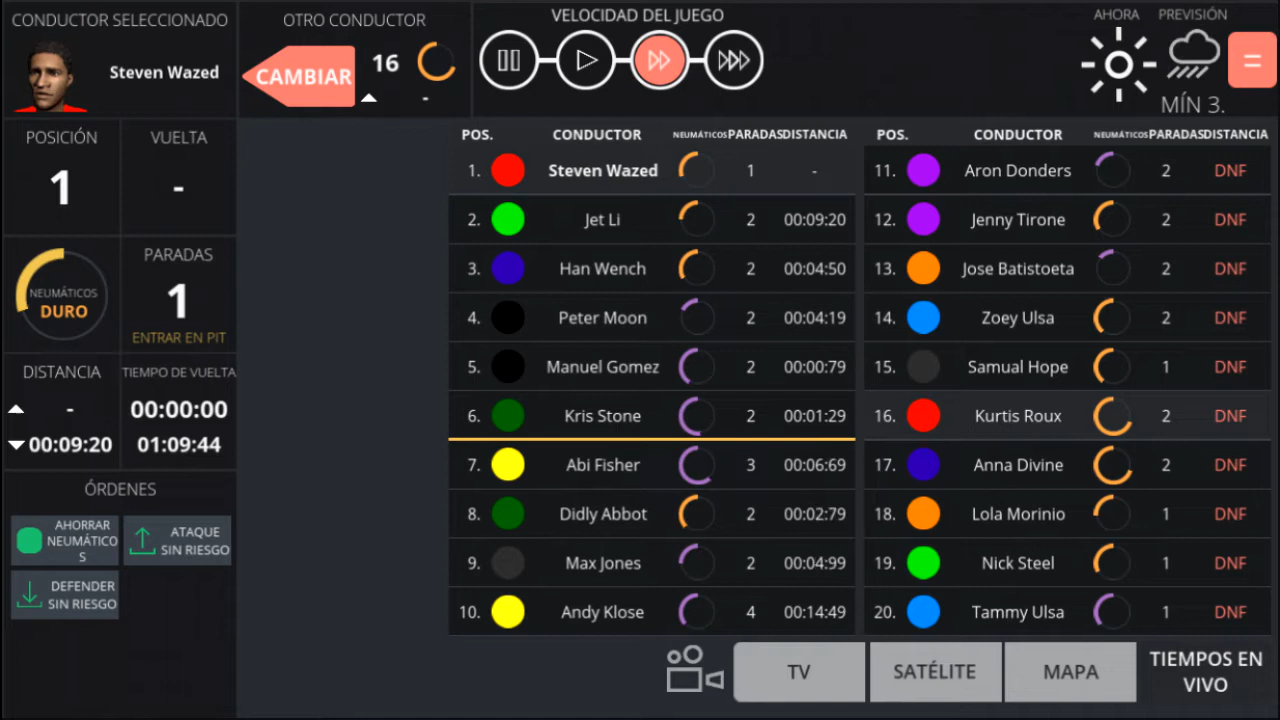 CONDUCTOR SELECCIONADO
Steven Wazed
OTRO CONDUCTOR
CAMBIAR
16
-
VELOCIDAD DEL JUEGO
AHORA
PREVISIÓN
MÍN 3.
POSICIÓN
1
VUELTA
-
NEUMÁTICOS
DURO
PARADAS
1
ENTRAR EN PIT
DISTANCIA
-
00:09:20
TIEMPO DE VUELTA
00:00:00
01:09:44
ÓRDENES
AHORRAR
NEUMÁTICO
S
ATAQUE
SIN RIESGO
DEFENDER
SIN RIESGO
POS. CONDUCTOR NEUMÁTICOS PARADAS DISTANCIA
1. Steven Wazed 1 -
2. Jet Li 2 00:09:20
3. Han Wench 2 00:04:50
4. Peter Moon 2 00:04:19
5. Manuel Gomez 2 00:00:79
6. Kris Stone 2 00:01:29
7. Abi Fisher 3 00:06:69
8. Didly Abbot 2 00:02:79
9. Max Jones 2 00:04:99
10. Andy Klose 4 00:14:49
POS. CONDUCTOR NEUMÁTICOS PARADAS DISTANCIA
11. Aron Donders 2 DNF
12. Jenny Tirone 2 DNF
13. Jose Batistoeta 2 DNF
14. Zoey Ulsa 2 DNF
15. Samual Hope 1 DNF
16. Kurtis Roux 2 DNF
17. Anna Divine 2 DNF
18. Lola Morinio 1 DNF
19. Nick Steel 1 DNF
20. Tammy Ulsa 1 DNF
TV
SATÉLITE
MAPA
TIEMPOS EN
VIVO